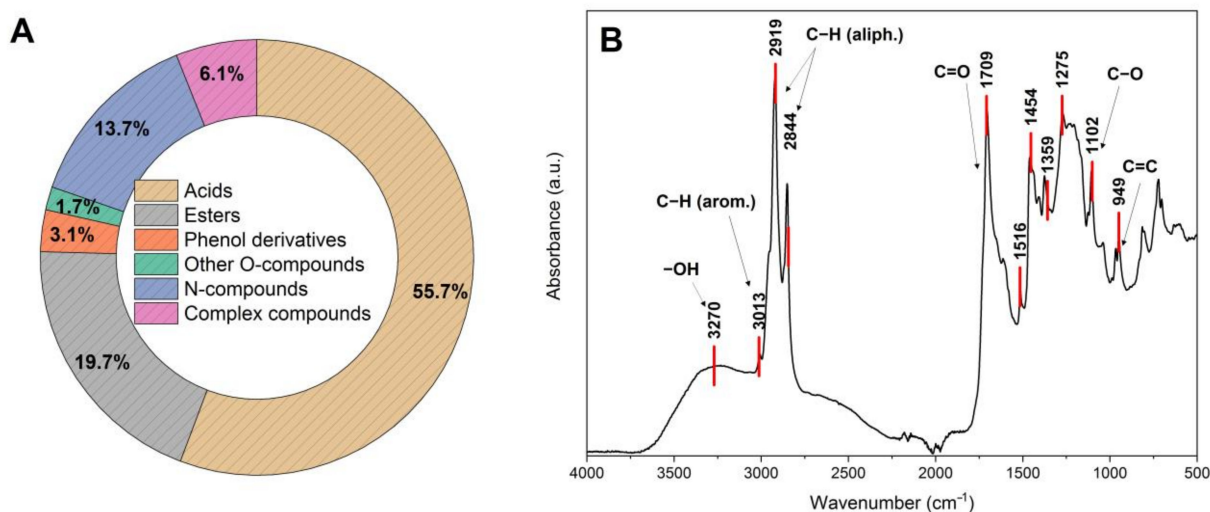 A
6.1%
13.7%
1.7%
3.1%
19.7%
55.7%
Acids
Esters
Phenol derivatives
Other O-compounds
N-compounds
Complex compounds
B
2919
C−H (aliph.)
2844
C=O
1709
1454
1359
1275
C−O
1102
C=C
949
1516
C−H (arom.)
−OH
3270
3013
Absorbance (a.u.)
4000 3500 3000 2500 2000 1500 1000 500
Wavenumber (cm⁻¹)